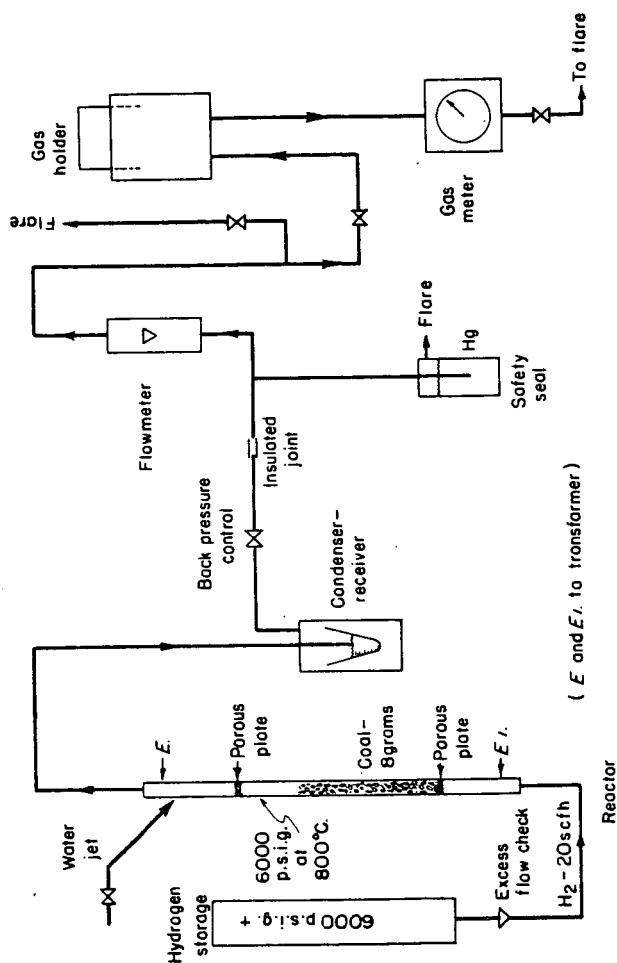 Hydrogen
storage
6000 p.s.i.g. +
Excess
flow check
H2-20scfh
Reactor
Water
jet
6000
p.s.i.g.
at
800°C.
E.
Porous
plate
Coal-
8grams
Porous
plate
E1.
( E and E1. to transformer )
Condenser-
receiver
Back pressure
control
Insulated
joint
Flowmeter
Flare
Hg
Safety
seal
Flare
Gas
holder
Gas
meter
To flare